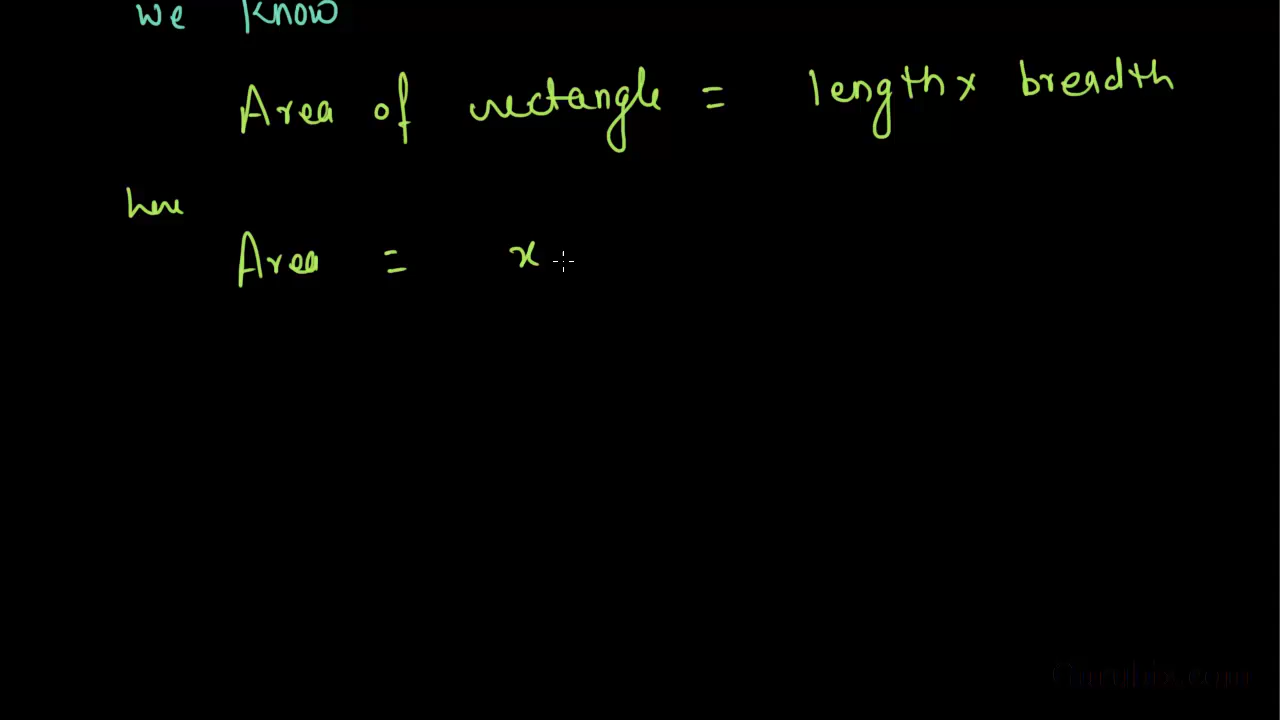 We know
Area of rectangle = length x breadth
here
Area = x